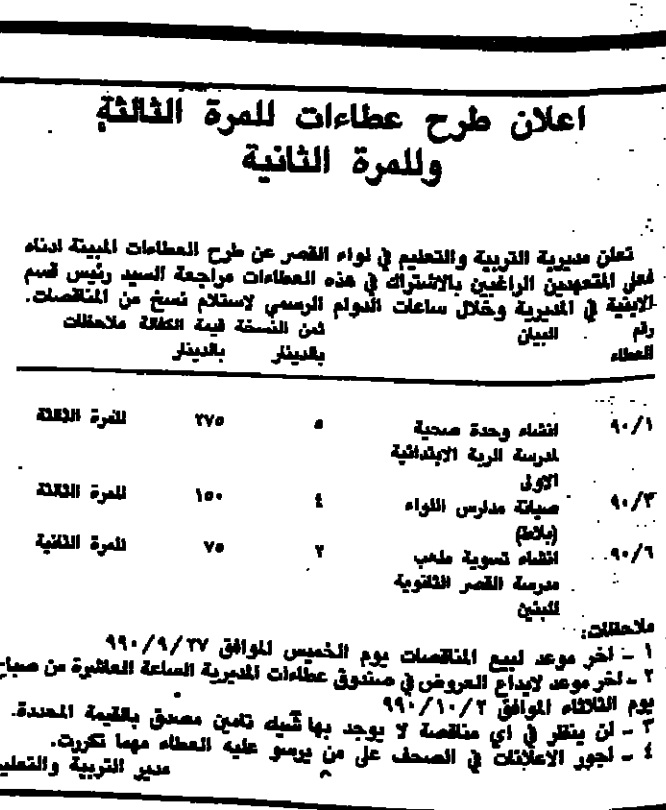 اعلان طرح عطاءات للمرة الثالثة
وللمرة الثانية
تعلن مديرية التربية والتعليم في لواء القصر عن طرح العطاءات المبينة ادناه
فعلى المتعهدين الراغبين بالاشتراك في هذه العطاءات مراجعة السيد رئيس قسم
الابنية في المديرية وخلال ساعات الدوام الرسمي لاستلام نسخ من المناقصات.
رقم البيان ثمن النسخة قيمة الكفالة ملاحظات
العطاء بالدينار بالدينار
٩٠/١ انشاء وحدة صحية ٥ ٢٧٥ للمرة الثالثة
لمدرسة الربة الابتدائية
الاولى
٩٠/٣ صيانة مدارس اللواء ٤ ١٥٠ للمرة الثالثة
(بلاط)
٩٠/٦ انشاء تسوية ملعب ٢ ٧٥ للمرة الثانية
مدرسة القصر الثانوية
للبنين
ملاحظات:
١ - اخر موعد لبيع المناقصات يوم الخميس الموافق ٩٩٠/٩/٢٧
٢ - اخر موعد لايداع العروض في صندوق عطاءات المديرية الساعة العاشرة من صباح
يوم الثلاثاء الموافق ٩٩٠/١٠/٢
٣ - لن ينظر في اي مناقصة لا يوجد بها شيك تامين مصدق بالقيمة المحددة.
٤ - اجور الاعلانات في الصحف على من يرسو عليه العطاء مهما تكررت.
مدير التربية والتعليم